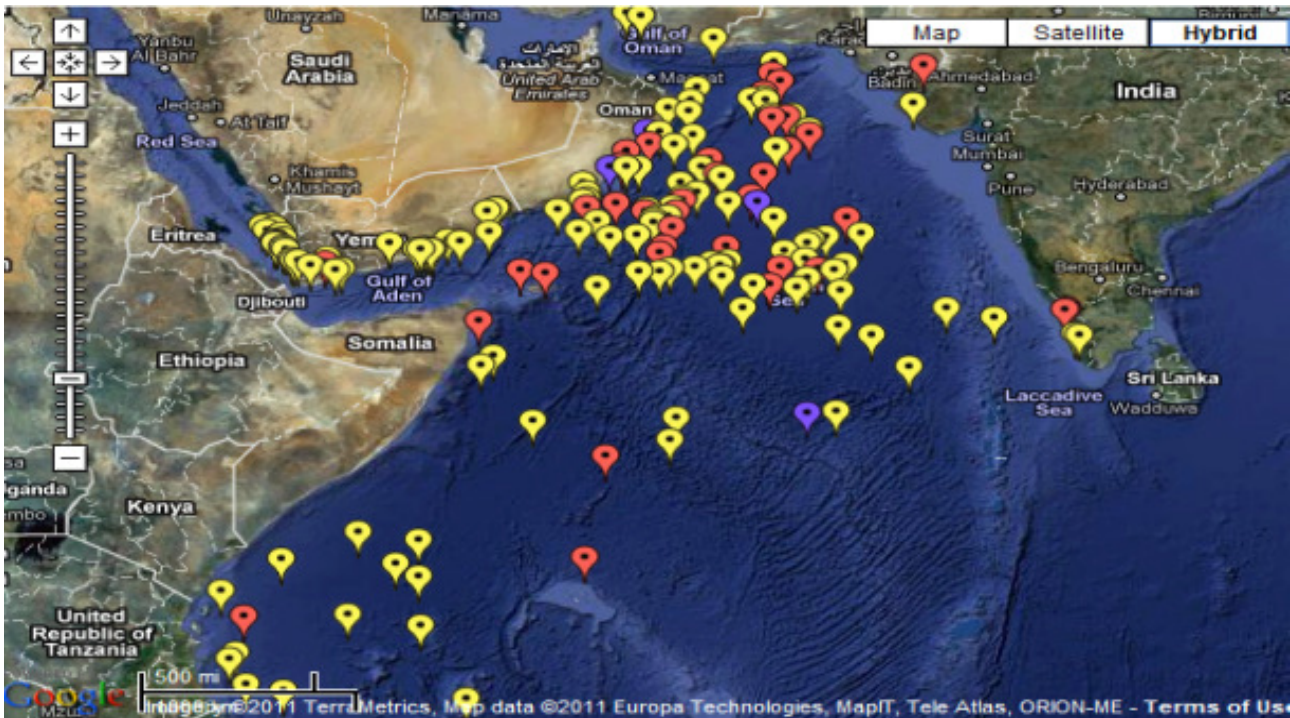 Unayzah
Manama
Gulf of
Oman
Map
Satellite
Hybrid
Yanbu
Al Bahr
Saudi
Arabia
الإمارات
العربية المتحدة
United Arab
Emirates
Badin
Ahmedabad
India
Oman
Jeddah
At Taif
Red Sea
Surat
Mumbai
Pune
Hyderabad
Khamis
Mushayt
Eritrea
Gulf of
Aden
Djibouti
Bengaluru
Chennai
Somalia
Ethiopia
Sri Lanka
Laccadive
Sea
Wadduwa
Kenya
United
Republic of
Tanzania
500 mi
Google
©2011 TerraMetrics, Map data ©2011 Europa Technologies, MapIT, Tele Atlas, ORION-ME - Terms of Use